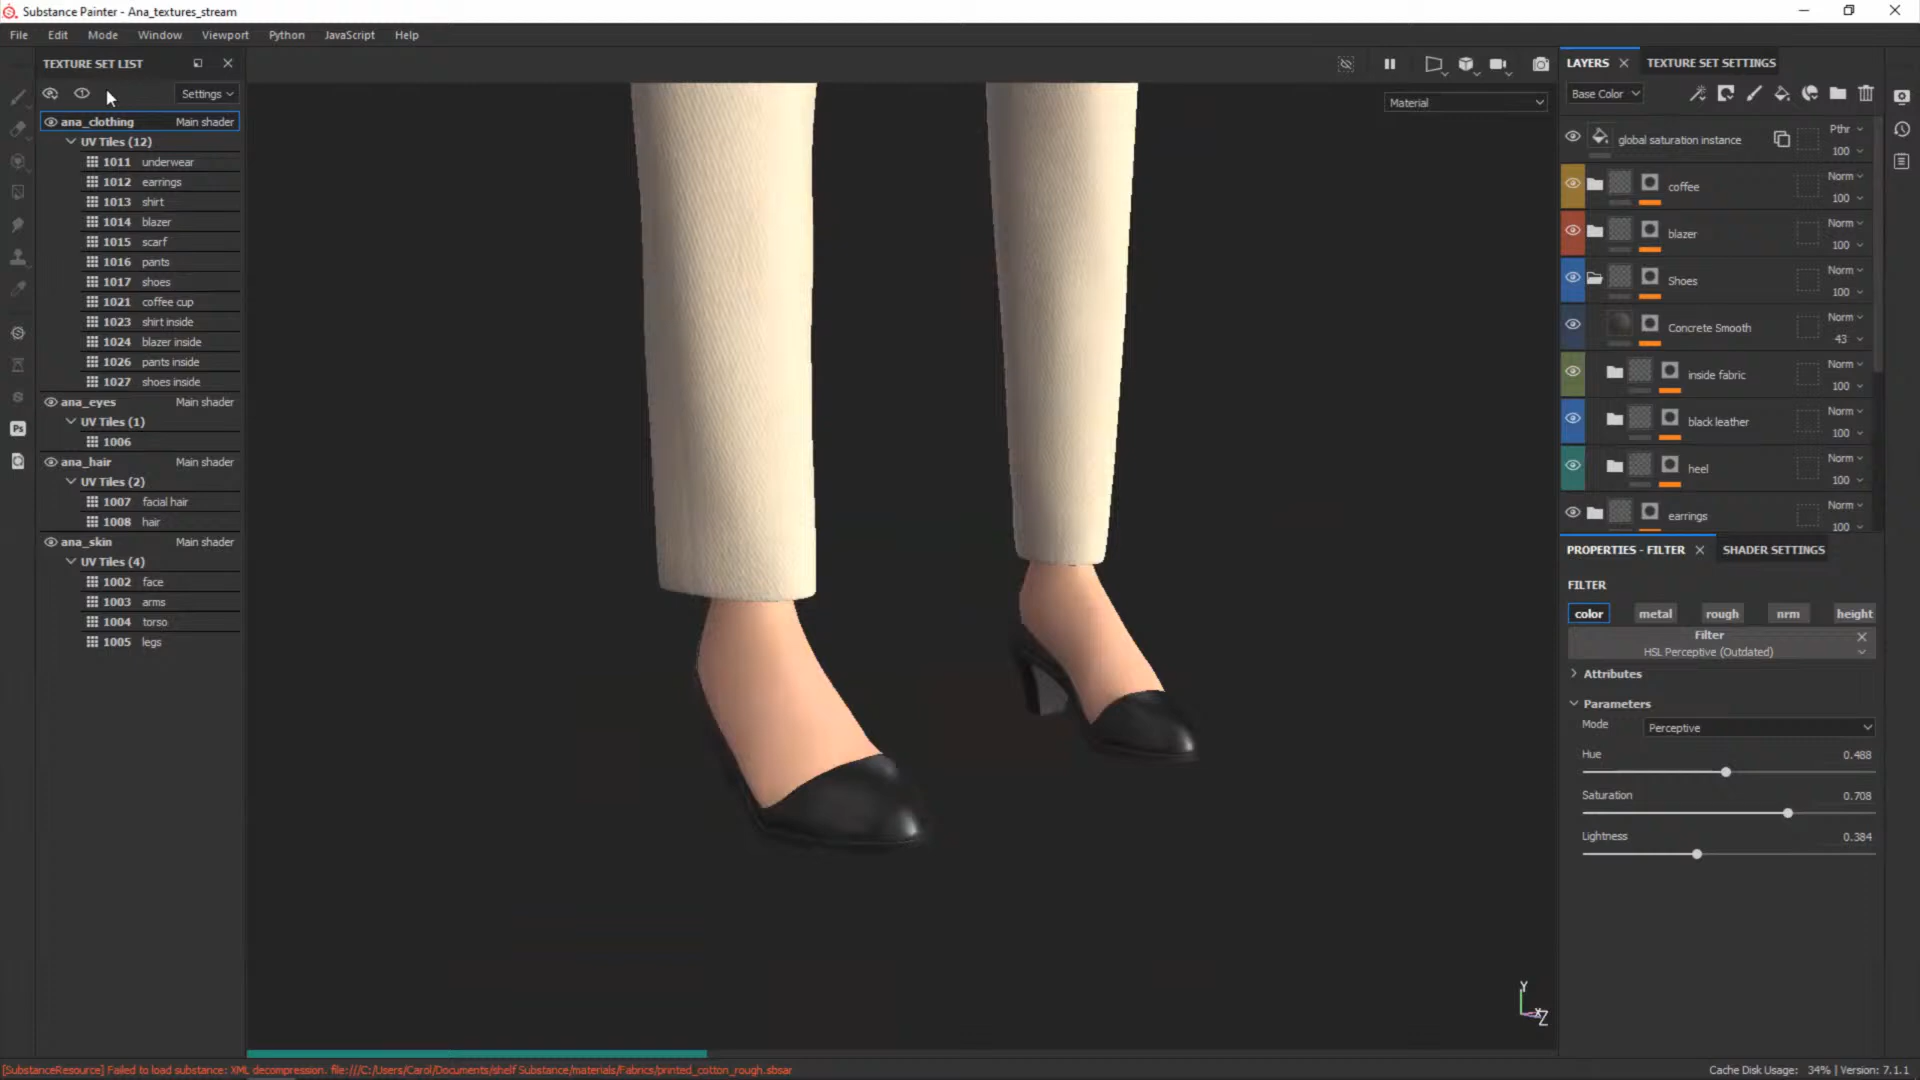 Substance Painter - Ana_textures_stream
File Edit Mode Window Viewport Python JavaScript Help
TEXTURE SET LIST
Settings
ana_clothing Main shader
UV Tiles (12)
1011 underwear
1012 earrings
1013 shirt
1014 blazer
1015 scarf
1016 pants
1017 shoes
1021 coffee cup
1023 shirt inside
1024 blazer inside
1026 pants inside
1027 shoes inside
ana_eyes Main shader
UV Tiles (1)
1006
ana_hair Main shader
UV Tiles (2)
1007 facial hair
1008 hair
ana_skin Main shader
UV Tiles (4)
1002 face
1003 arms
1004 torso
1005 legs
Ps
Material
Y
X
Z
LAYERS TEXTURE SET SETTINGS
Base Color
global saturation instance Pthr
100
coffee Norm
100
blazer Norm
100
Shoes Norm
100
Concrete Smooth Norm
43
inside fabric Norm
100
black leather Norm
100
heel Norm
100
earrings Norm
100
PROPERTIES - FILTER SHADER SETTINGS
FILTER
color metal rough nrm height
Filter
HSL Perceptive (Outdated)
Attributes
Parameters
Mode Perceptive
Hue 0.488
Saturation 0.708
Lightness 0.384
[SubstanceResource] Failed to load substance: XML decompression. file:///C:/Users/Carol/Documents/shelf Substance/materials/Fabrics/printed_cotton_rough.sbsar
Cache Disk Usage: 34% | Version: 7.1.1